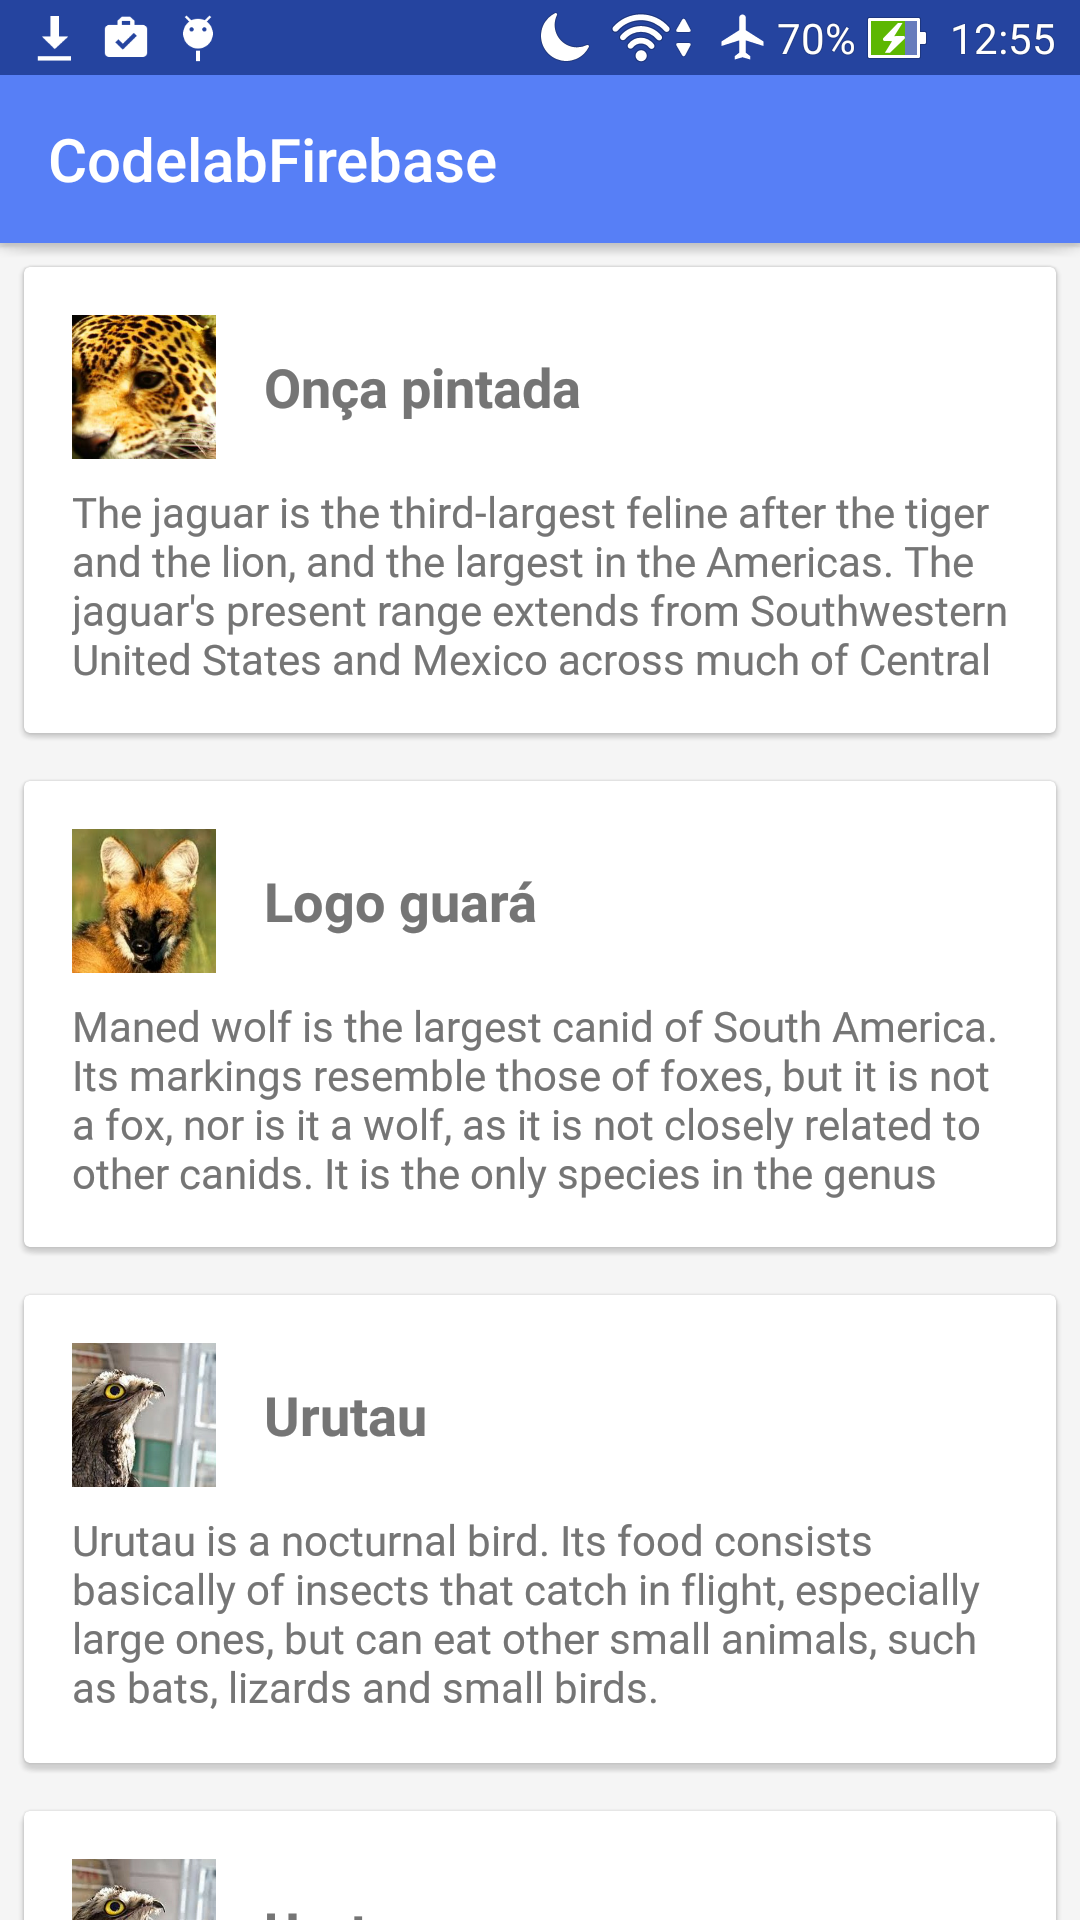 70% 12:55
CodelabFirebase
Onça pintada
The jaguar is the third-largest feline after the tiger
and the lion, and the largest in the Americas. The
jaguar's present range extends from Southwestern
United States and Mexico across much of Central
Logo guará
Maned wolf is the largest canid of South America.
Its markings resemble those of foxes, but it is not
a fox, nor is it a wolf, as it is not closely related to
other canids. It is the only species in the genus
Urutau
Urutau is a nocturnal bird. Its food consists
basically of insects that catch in flight, especially
large ones, but can eat other small animals, such
as bats, lizards and small birds.